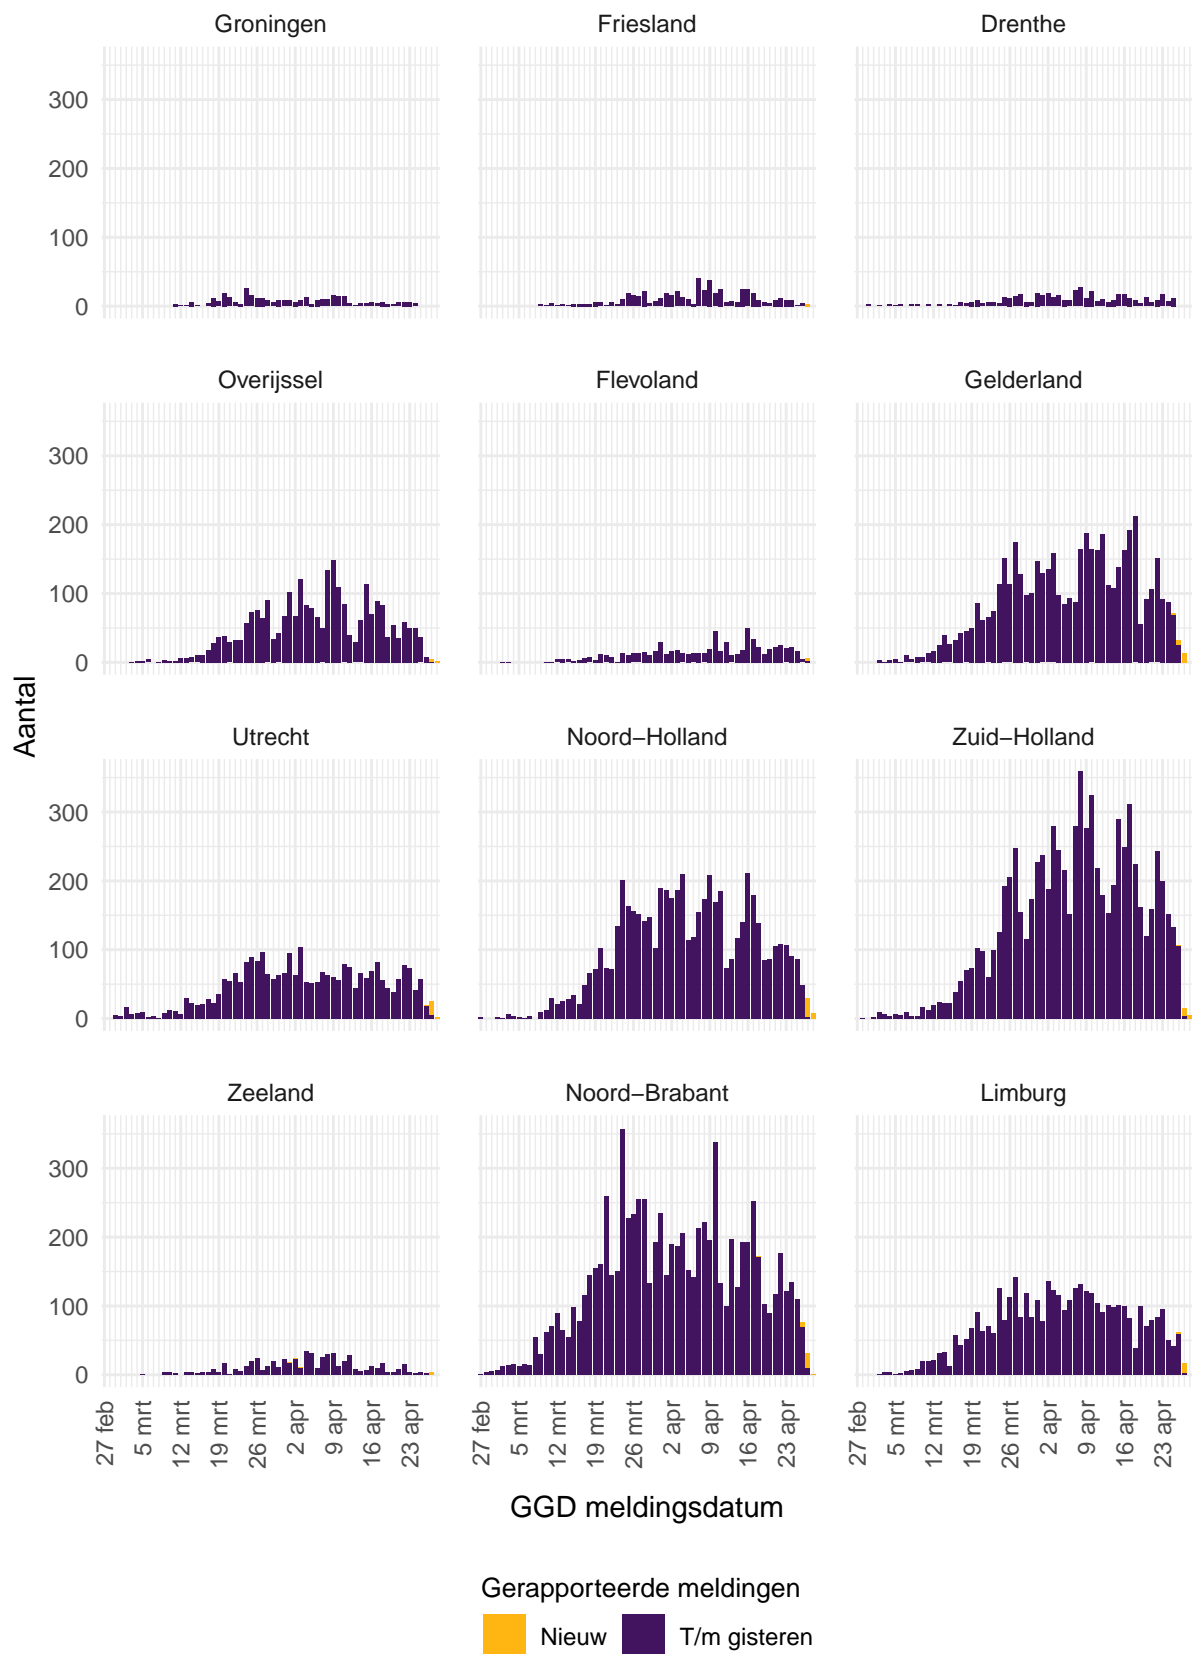 Groningen Friesland Drenthe
300
200
100
0
Overijssel Flevoland Gelderland
300
200
100
0
Aantal
Utrecht Noord−Holland Zuid−Holland
300
200
100
0
Zeeland Noord−Brabant Limburg
300
200
100
0
27 feb 5 mrt 12 mrt 19 mrt 26 mrt 2 apr 9 apr 16 apr 23 apr 27 feb 5 mrt 12 mrt 19 mrt 26 mrt 2 apr 9 apr 16 apr 23 apr 27 feb 5 mrt 12 mrt 19 mrt 26 mrt 2 apr 9 apr 16 apr 23 apr
GGD meldingsdatum
Gerapporteerde meldingen
Nieuw T/m gisteren